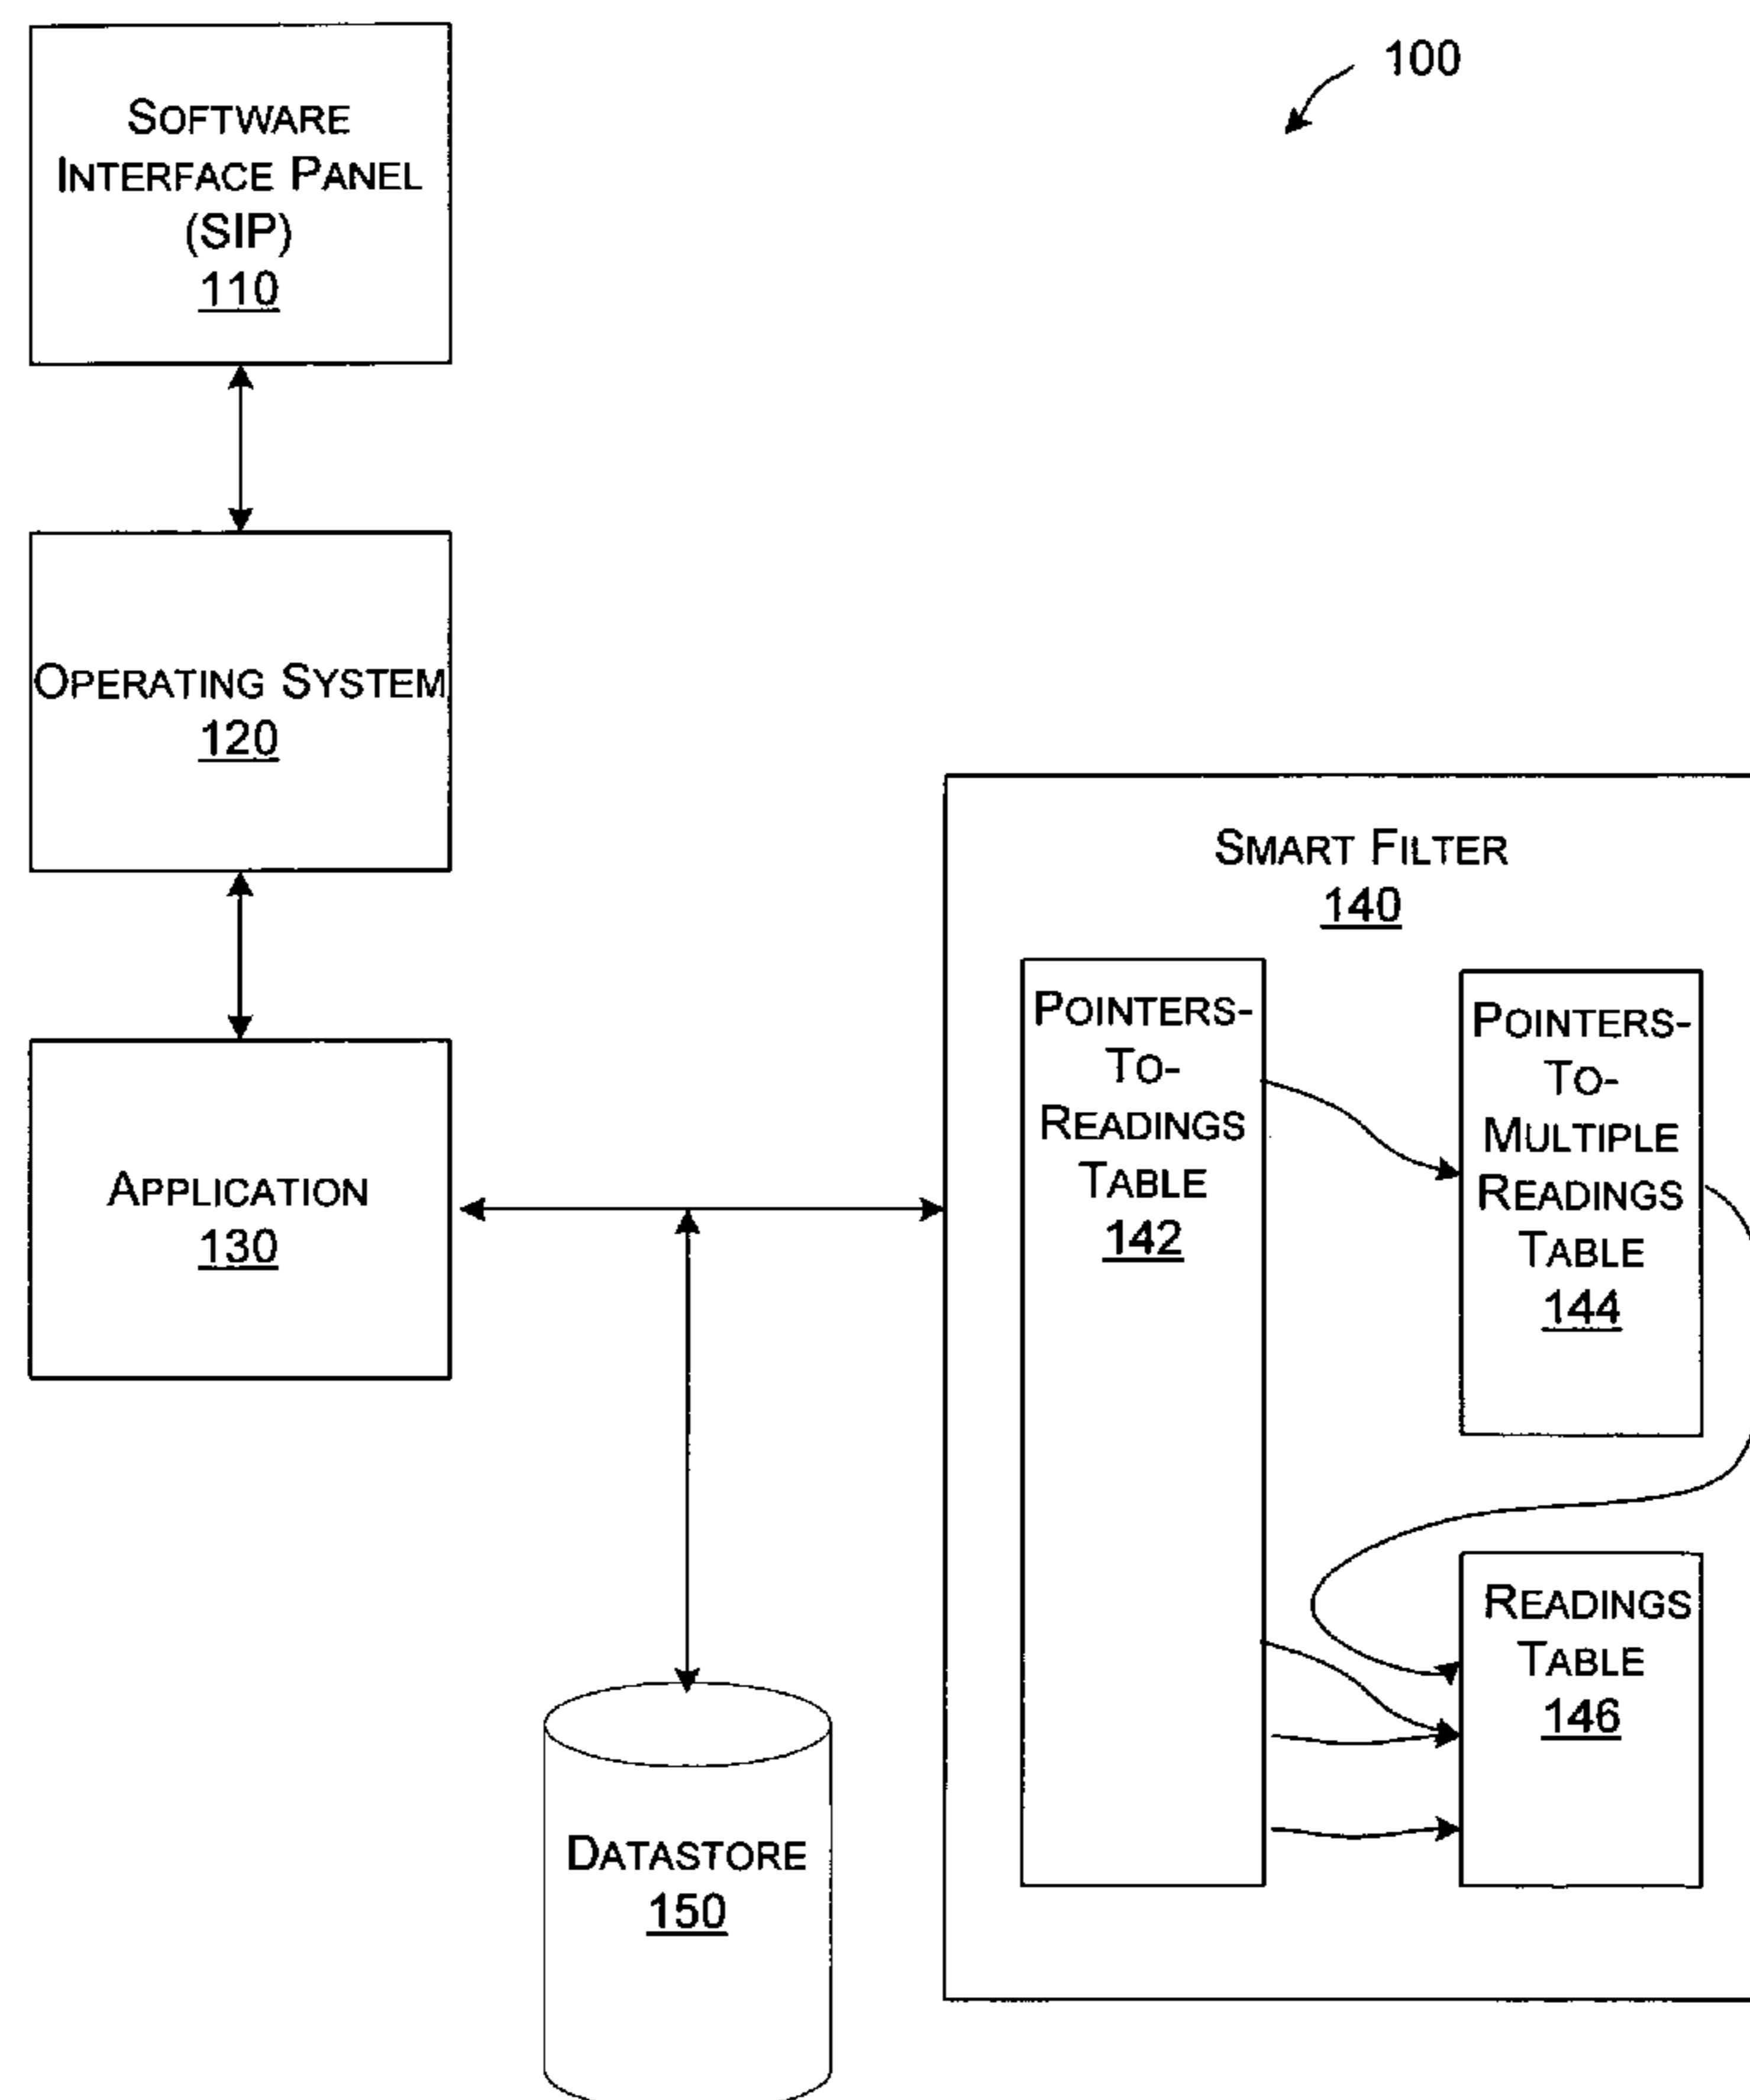 100
SOFTWARE
INTERFACE PANEL
(SIP)
110
OPERATING SYSTEM
120
APPLICATION
130
SMART FILTER
140
POINTERS-
TO-
READINGS
TABLE
142
POINTERS-
TO-
MULTIPLE
READINGS
TABLE
144
READINGS
TABLE
146
DATASTORE
150